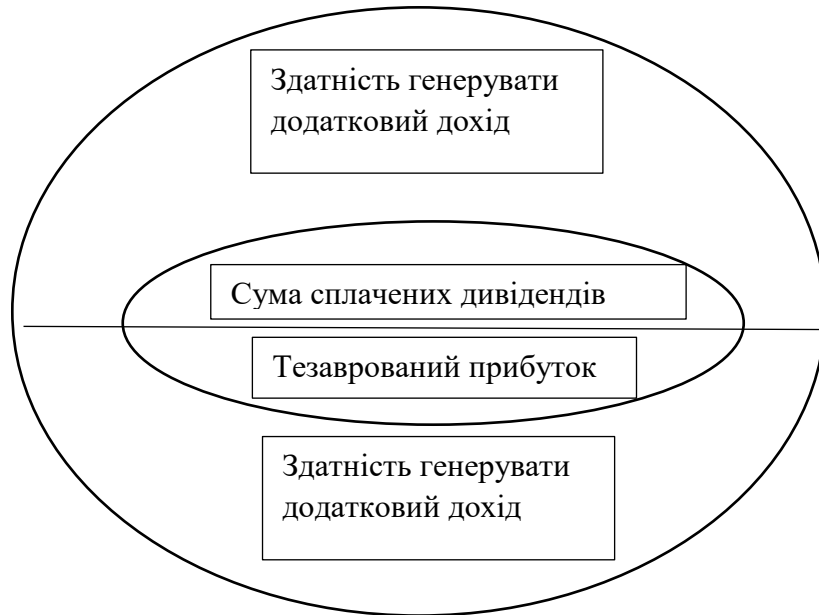 Здатність генерувати
додатковий дохід
Сума сплачених дивідендів
Тезаврований прибуток
Здатність генерувати
додатковий дохід